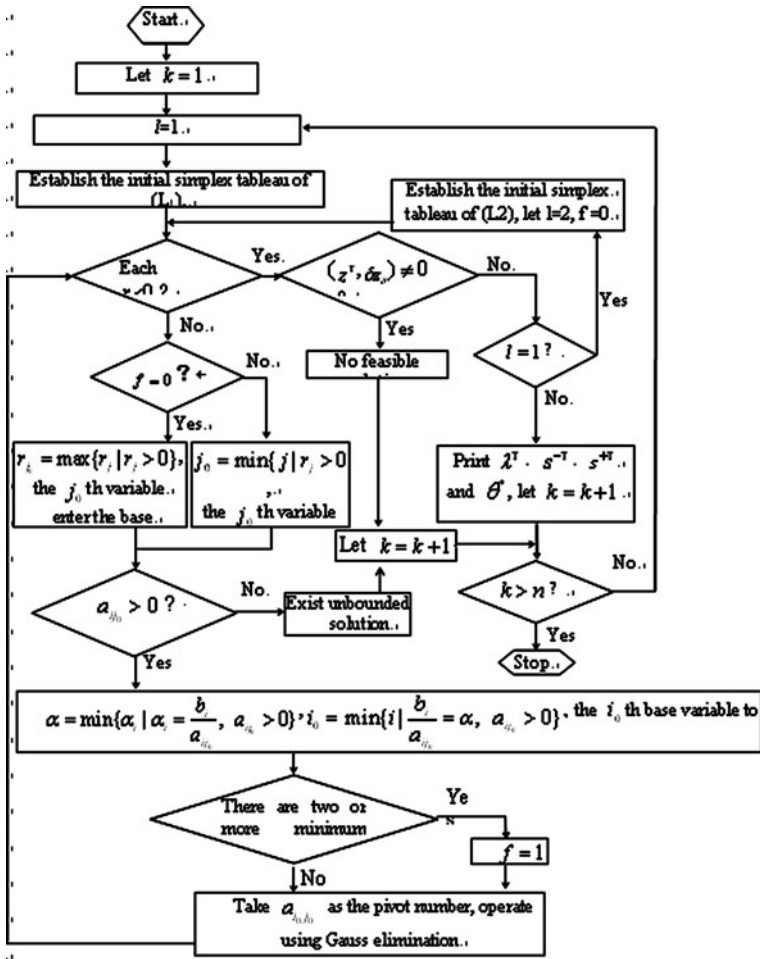 Start.
Let k = 1 .
l=1.
Establish the initial simplex tableau of
(L
Establish the initial simplex.
tableau of (L2), let l=2, f =0.
Each
Yes.
(zᵀ, δz ) ≠ 0
No.
Yes
No.
Yes
No feasible
l = 1 ? .
f = 0 ?
No.
Yes.
No.
r_{j₀} = max{r_j | r_j > 0},
the j₀ th variable.
enter the base.
j₀ = min{ j | r_j > 0
,.
the j₀ th variable
Print λᵀ . s⁻ᵀ . s⁺ᵀ.
and θ*, let k = k+1
Let k = k+1
No.
a_{ij₀} > 0 ?
No.
Exist unbounded
solution.
k > n ? .
Yes
Yes
Stop.
α = min{α_i | α_i = b_i / a_{ij₀}, a_{ij₀} > 0}, i₀ = min{i | b_i / a_{ij₀} = α, a_{ij₀} > 0}. the i₀ th base variable to
There are two or
more minimum
Ye
s
f = 1
No
Take a_{i₀,j₀} as the pivot number, operate
using Gauss elimination.